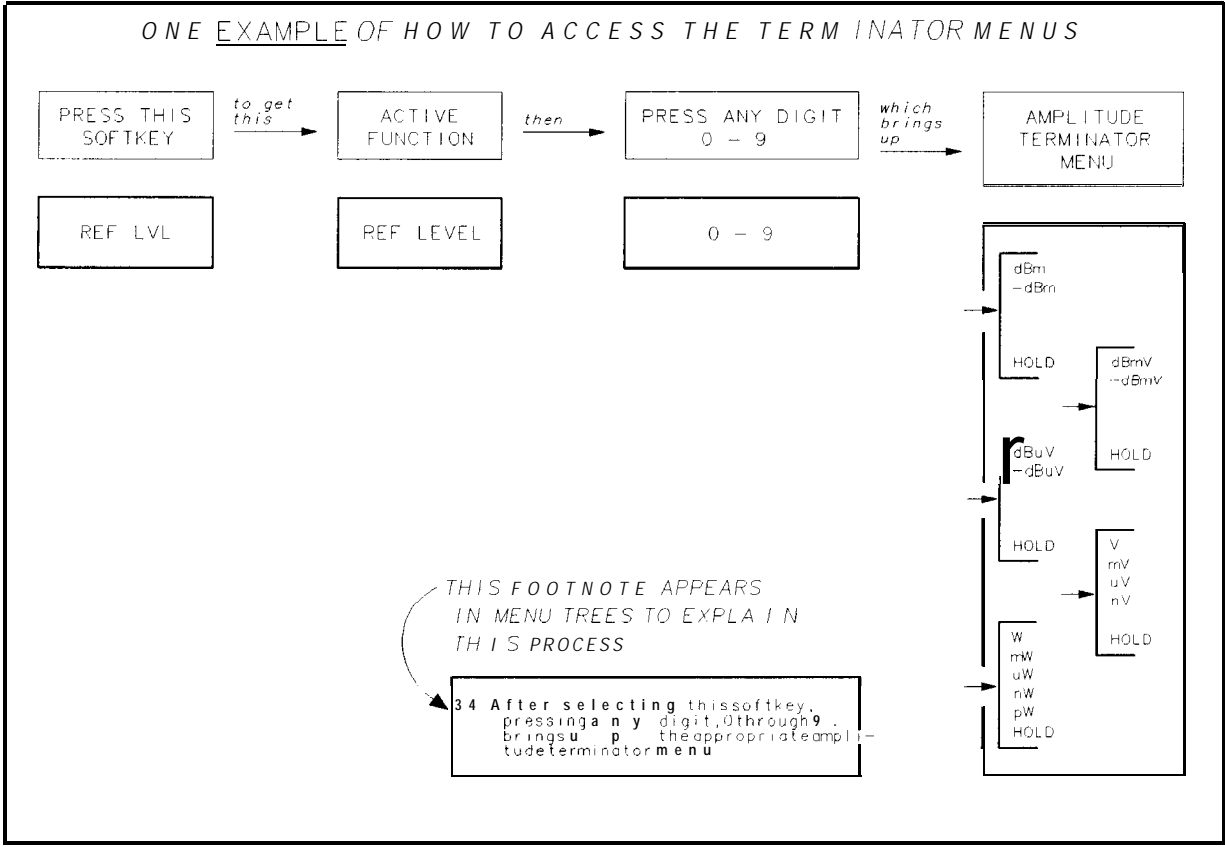 ONE EXAMPLE OF HOW TO ACCESS THE TERMINATOR MENUS
PRESS THIS
SOFTKEY
to get
this
ACTIVE
FUNCTION
then
PRESS ANY DIGIT
0 – 9
which
brings
up
AMPLITUDE
TERMINATOR
MENU
REF LVL
REF LEVEL
0 – 9
dBm
–dBm
HOLD
dBmV
–dBmV
HOLD
dBuV
–dBuV
HOLD
V
mV
uV
nV
HOLD
W
mW
uW
nW
pW
HOLD
THIS FOOTNOTE APPEARS
IN MENU TREES TO EXPLAIN
THIS PROCESS
34 After selecting this softkey,
pressing any digit, 0 through 9.
brings up the appropriate ampli–
tude terminator menu